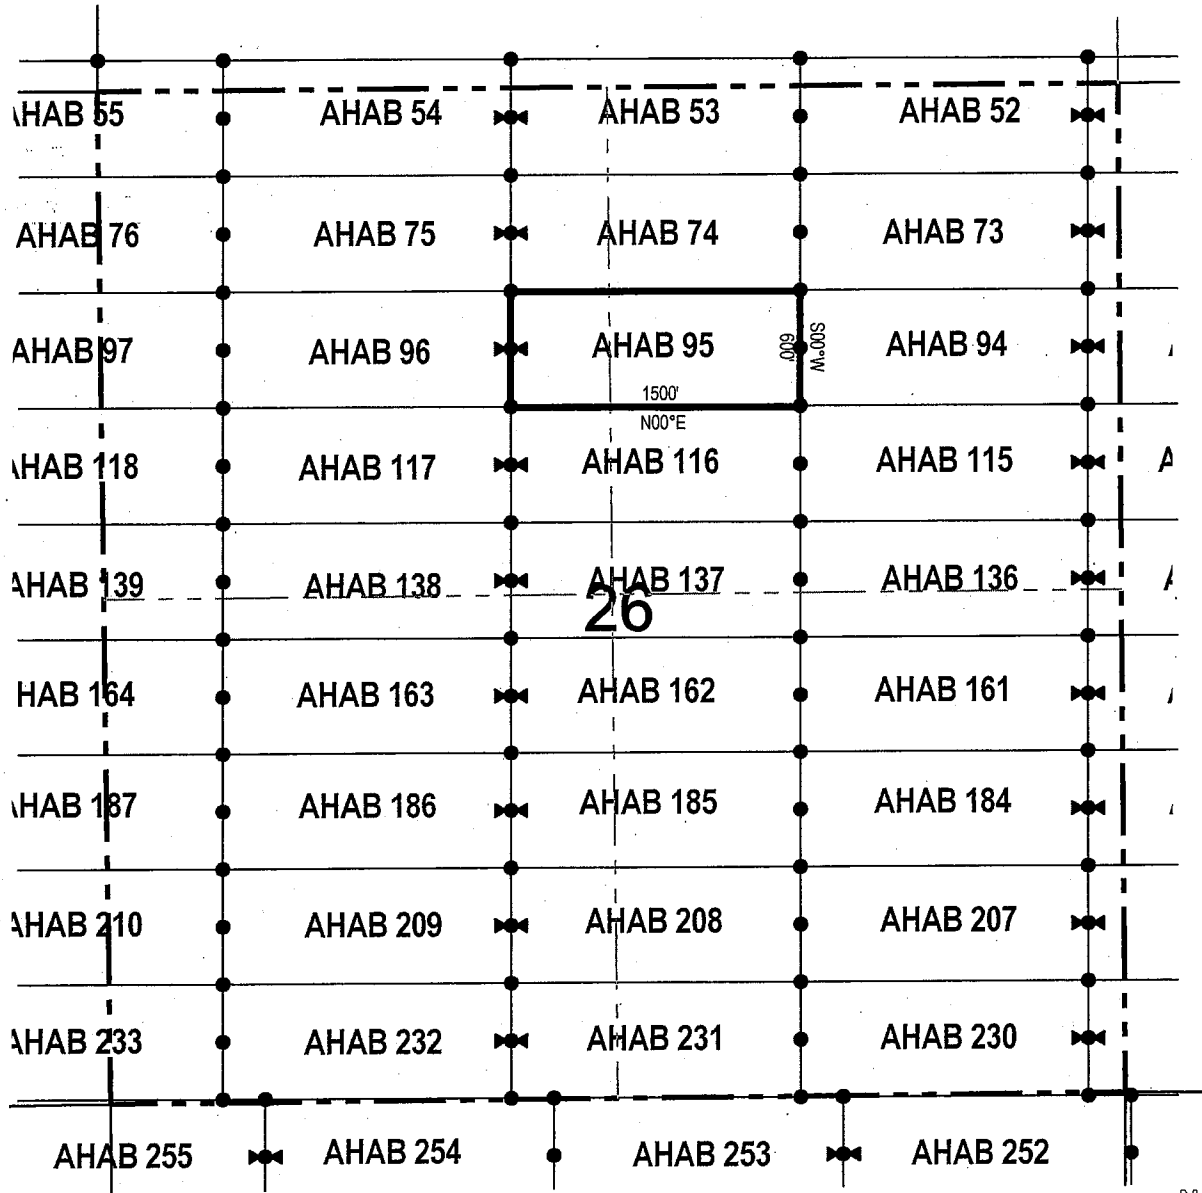 AHAB 55 AHAB 54 AHAB 53 AHAB 52
AHAB 76 AHAB 75 AHAB 74 AHAB 73
AHAB 97 AHAB 96 AHAB 95 600' S00°W AHAB 94
1500'
N00°E
AHAB 118 AHAB 117 AHAB 116 AHAB 115
AHAB 139 AHAB 138 AHAB 137 AHAB 136
26
HAB 164 AHAB 163 AHAB 162 AHAB 161
AHAB 187 AHAB 186 AHAB 185 AHAB 184
AHAB 210 AHAB 209 AHAB 208 AHAB 207
AHAB 233 AHAB 232 AHAB 231 AHAB 230
AHAB 255 AHAB 254 AHAB 253 AHAB 252